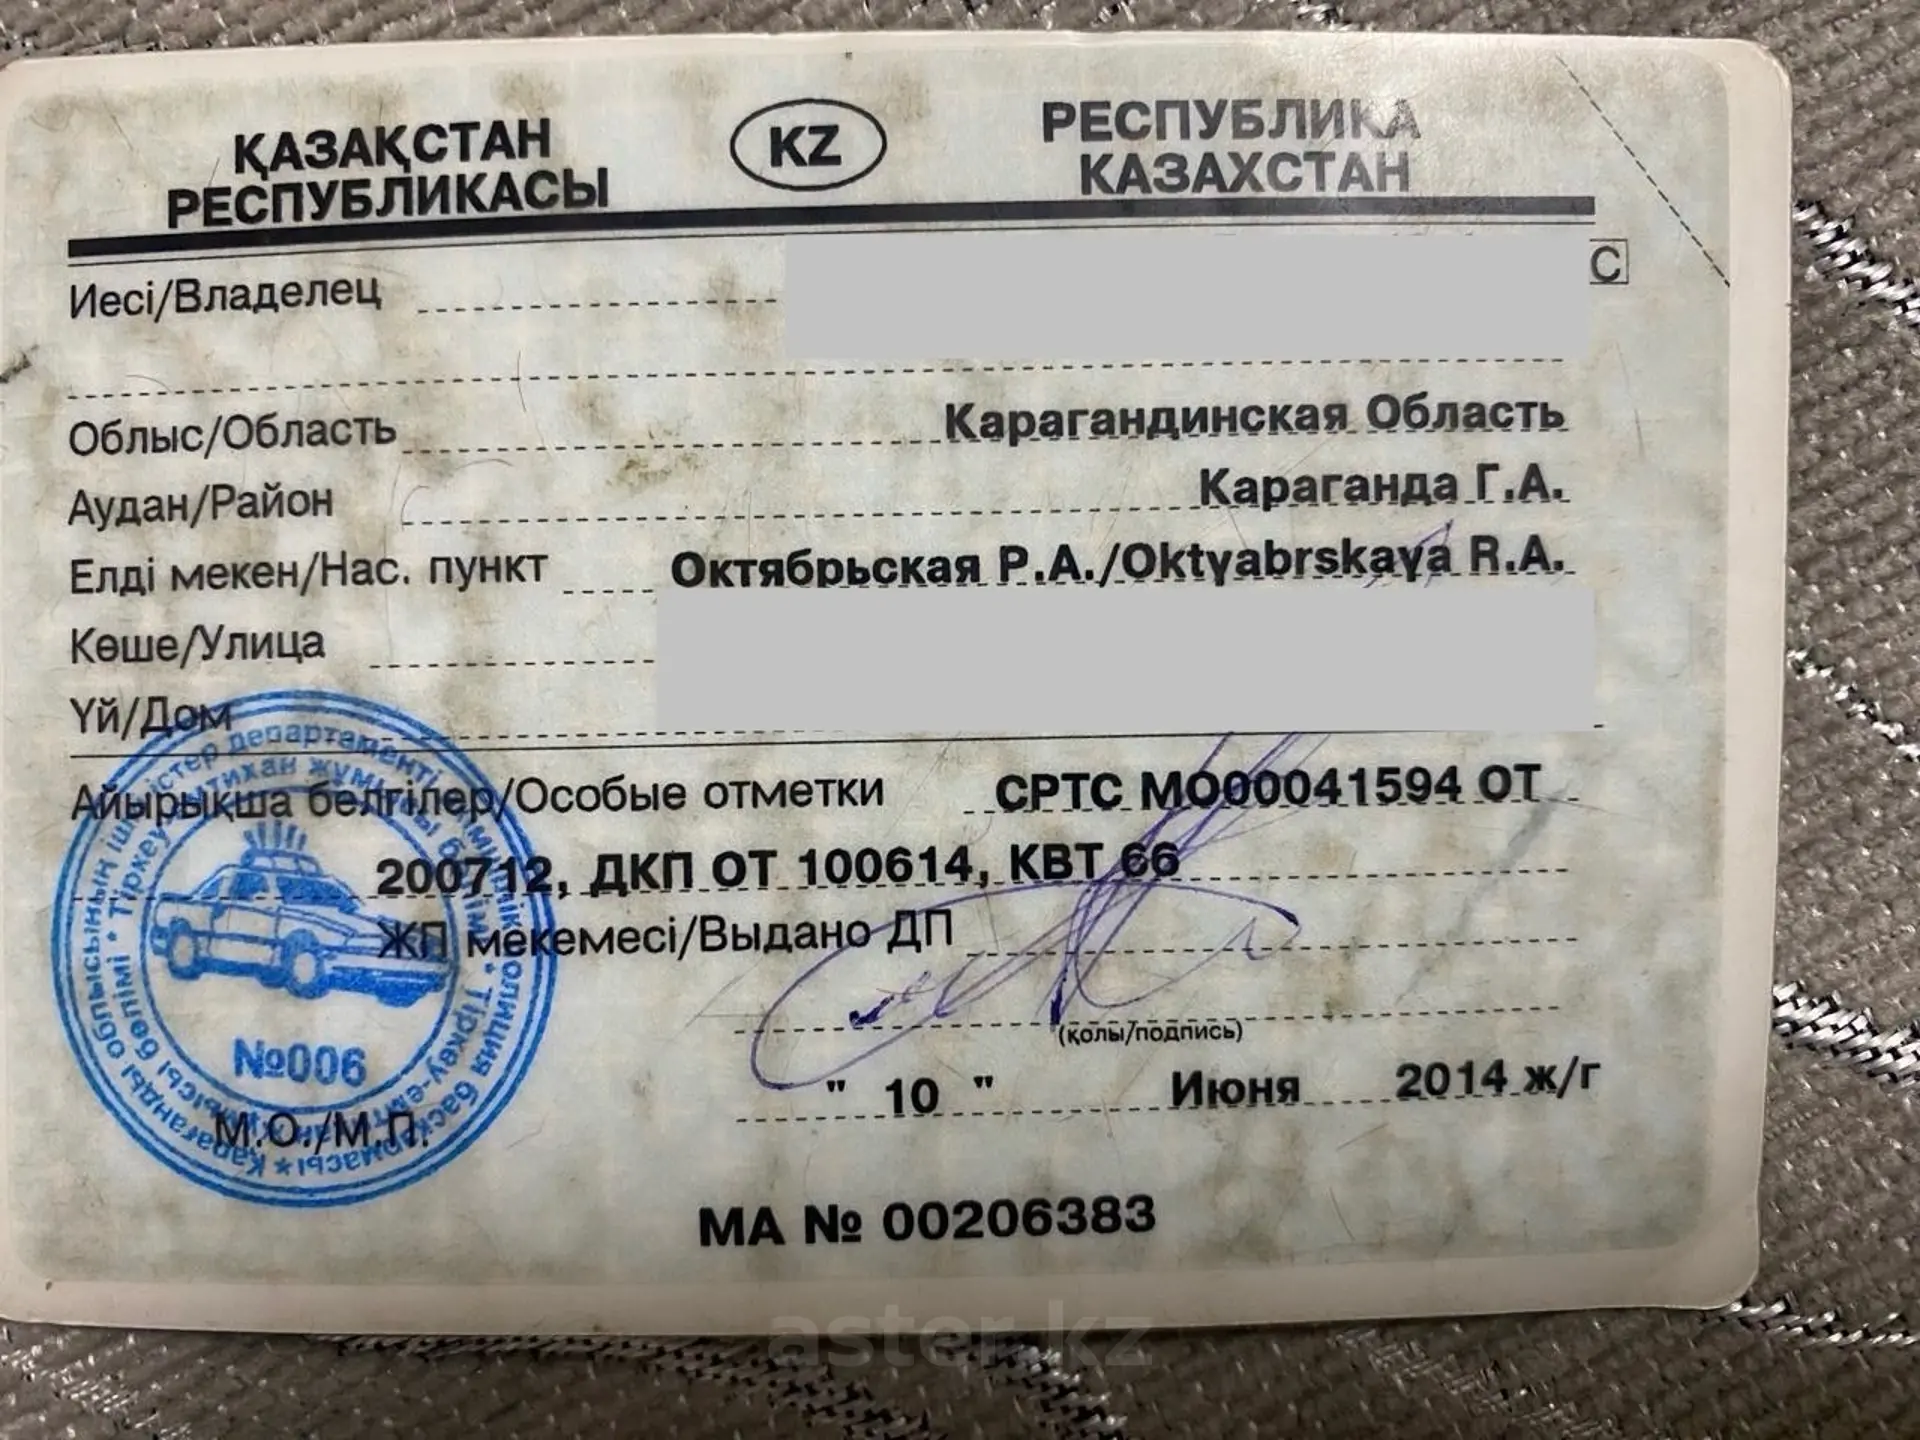 ҚАЗАҚСТАН
РЕСПУБЛИКАСЫ
KZ
РЕСПУБЛИКА
КАЗАХСТАН
Иесі/Владелец
С
Облыс/Область Карагандинская Область
Аудан/Район Караганда Г.А.
Елді мекен/Нас. пункт Октябрьская Р.А./Oktyabrskaya R.A.
Көше/Улица
Үй/Дом
Айырықша белгілер/Особые отметки СРТС МО00041594 ОТ
200712, ДКП ОТ 100614, КВТ 66
ЖП мекемесі/Выдано ДП
(қолы/подпись)
" 10 " Июня 2014 ж/г
№006
М.О./М.П.
МА № 00206383
aster.kz